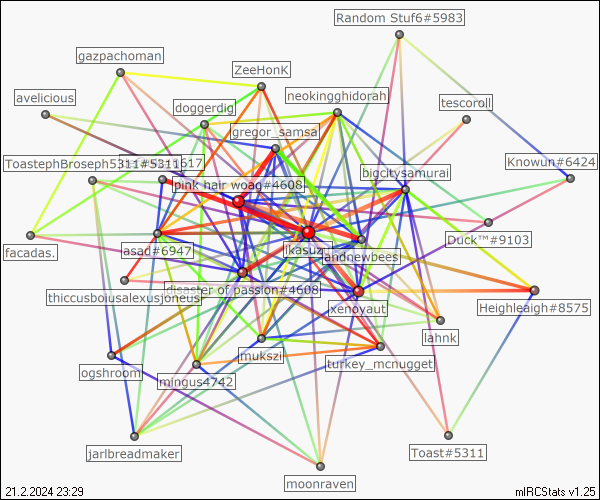 Random Stuf6#5983
gazpachoman
ZeeHonK
avelicious
neokingghidorah
doggerdig
tescoroll
gregor_samsa
ToastephBroseph5311#5311
617
Knowun#6424
bigcitysamurai
pink hair woag#4608
Duck™#9103
facadas.
asad#6947
ikasuz
andnewbees
thiccusboiusalexusjoneus
disaster of passion#4608
xenoyaut
Heighleaigh#8575
lahnk
mukszi
ogshroom
mingus4742
turkey_mcnugget
jarlbreadmaker
Toast#5311
moonraven
21.2.2024 23:29
mIRCStats v1.25